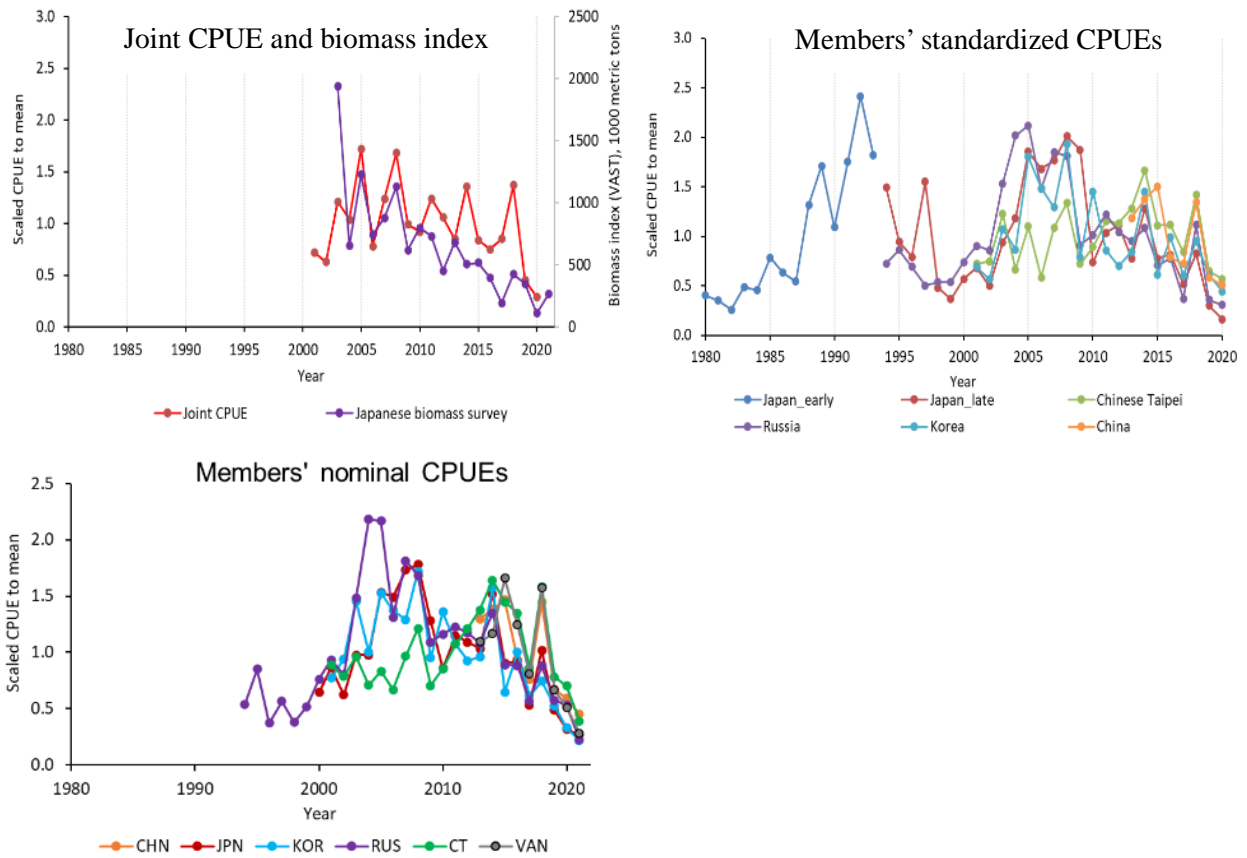 Joint CPUE and biomass index
Scaled CPUE to mean
3.0
2.5
2.0
1.5
1.0
0.5
0.0
2500
2000
1500
1000
500
0
Biomass index (VAST), 1000 metric tons
1980 1985 1990 1995 2000 2005 2010 2015 2020
Year
Joint CPUE Japanese biomass survey
Members’ standardized CPUEs
Scaled CPUE to mean
3.0
2.5
2.0
1.5
1.0
0.5
0.0
1980 1985 1990 1995 2000 2005 2010 2015 2020
Year
Japan_early Japan_late Chinese Taipei
Russia Korea China
Members' nominal CPUEs
Scaled CPUE to mean
2.5
2.0
1.5
1.0
0.5
0.0
1980 1990 2000 2010 2020
Year
CHN JPN KOR RUS CT VAN